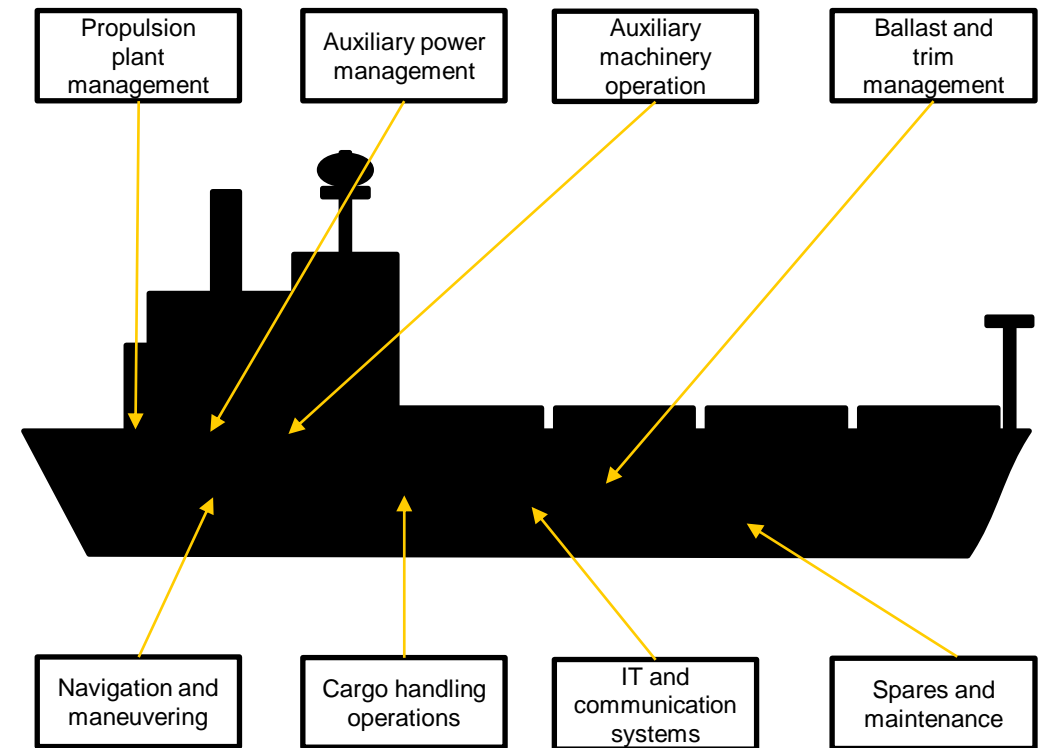 Propulsion
plant
management
Auxiliary power
management
Auxiliary
machinery
operation
Ballast and
trim
management
Navigation and
maneuvering
Cargo handling
operations
IT and
communication
systems
Spares and
maintenance